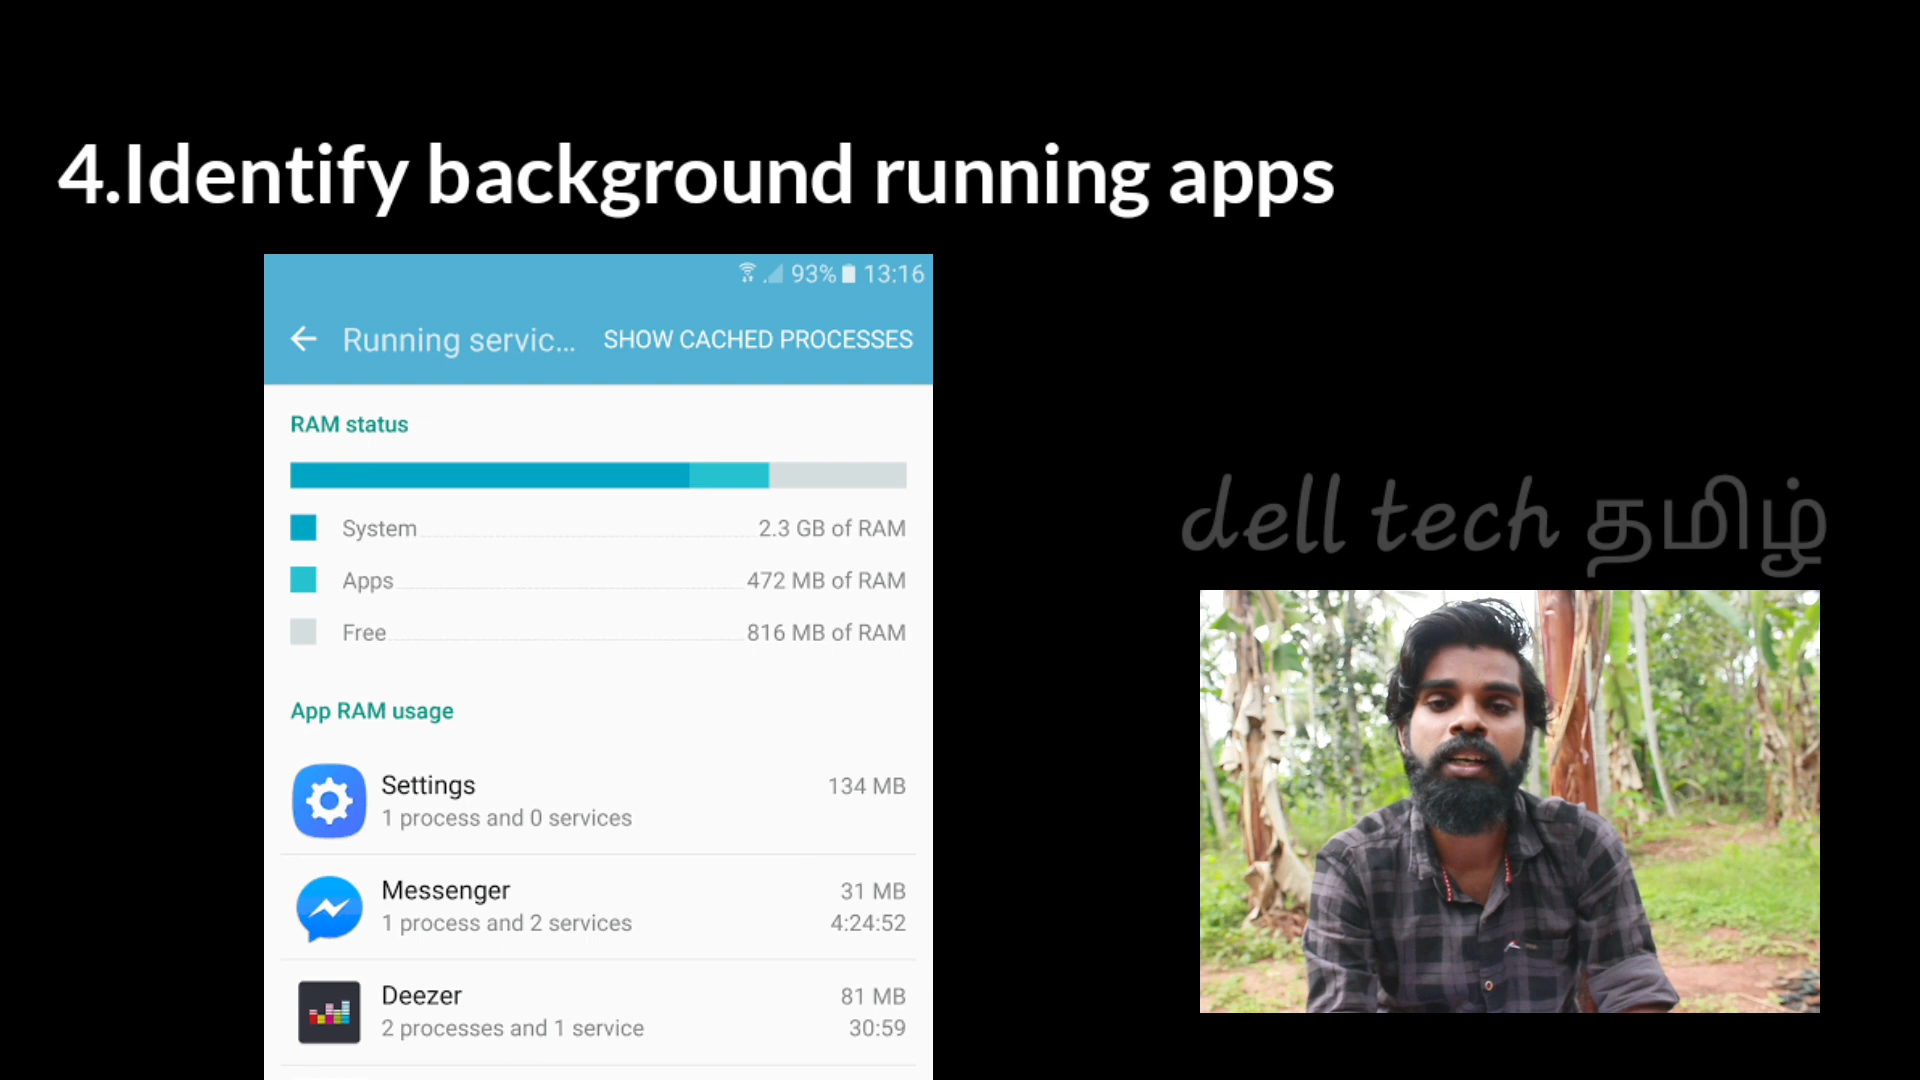 4.Identify background running apps
93% 13:16
Running servic... SHOW CACHED PROCESSES
RAM status
System 2.3 GB of RAM
Apps 472 MB of RAM
Free 816 MB of RAM
App RAM usage
Settings 134 MB
1 process and 0 services
Messenger 31 MB
1 process and 2 services 4:24:52
Deezer 81 MB
2 processes and 1 service 30:59
dell tech தமிழ்